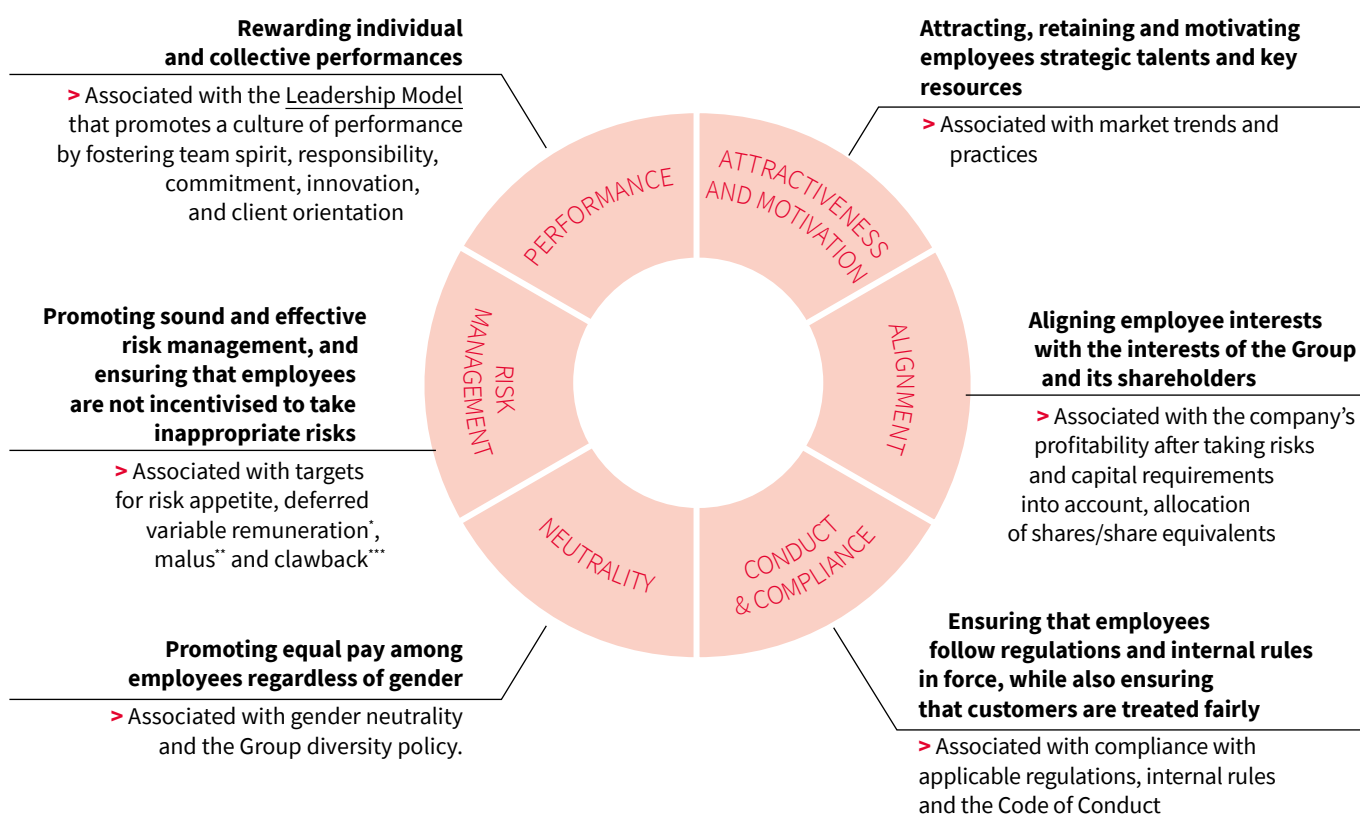 Rewarding individual
and collective performances
> Associated with the Leadership Model
that promotes a culture of performance
by fostering team spirit, responsibility,
commitment, innovation,
and client orientation
Attracting, retaining and motivating
employees strategic talents and key
resources
> Associated with market trends and
practices
PERFORMANCE
ATTRACTIVENESS
AND MOTIVATION
Promoting sound and effective
risk management, and
ensuring that employees
are not incentivised to take
inappropriate risks
> Associated with targets
for risk appetite, deferred
variable remuneration*,
malus** and clawback***
RISK
MANAGEMENT
ALIGNMENT
Aligning employee interests
with the interests of the Group
and its shareholders
> Associated with the company’s
profitability after taking risks
and capital requirements
into account, allocation
of shares/share equivalents
NEUTRALITY
CONDUCT
& COMPLIANCE
Promoting equal pay among
employees regardless of gender
> Associated with gender neutrality
and the Group diversity policy.
Ensuring that employees
follow regulations and internal rules
in force, while also ensuring
that customers are treated fairly
> Associated with compliance with
applicable regulations, internal rules
and the Code of Conduct